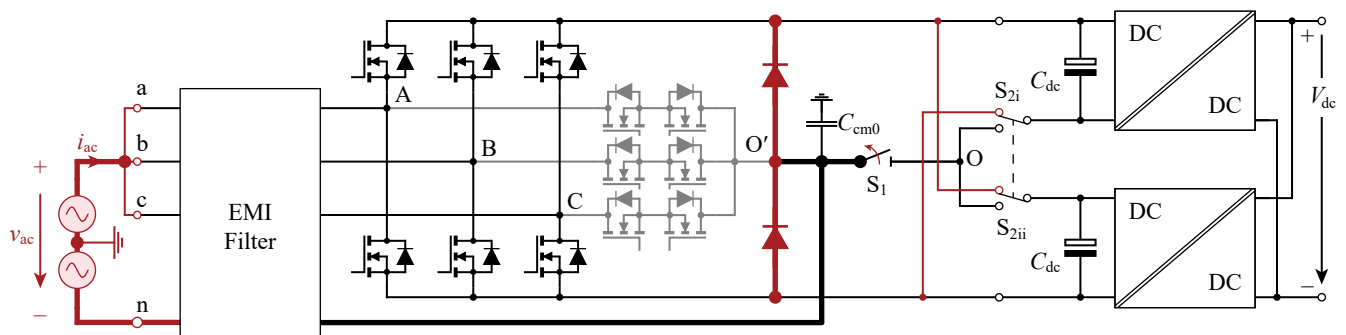 DC
DC
C_dc
S_2i
+
V_dc
−
a
b
c
A
B
C
O′
C_cm0
S_1
O
i_ac
+
v_ac
−
n
EMI
Filter
S_2ii
DC
DC
C_dc